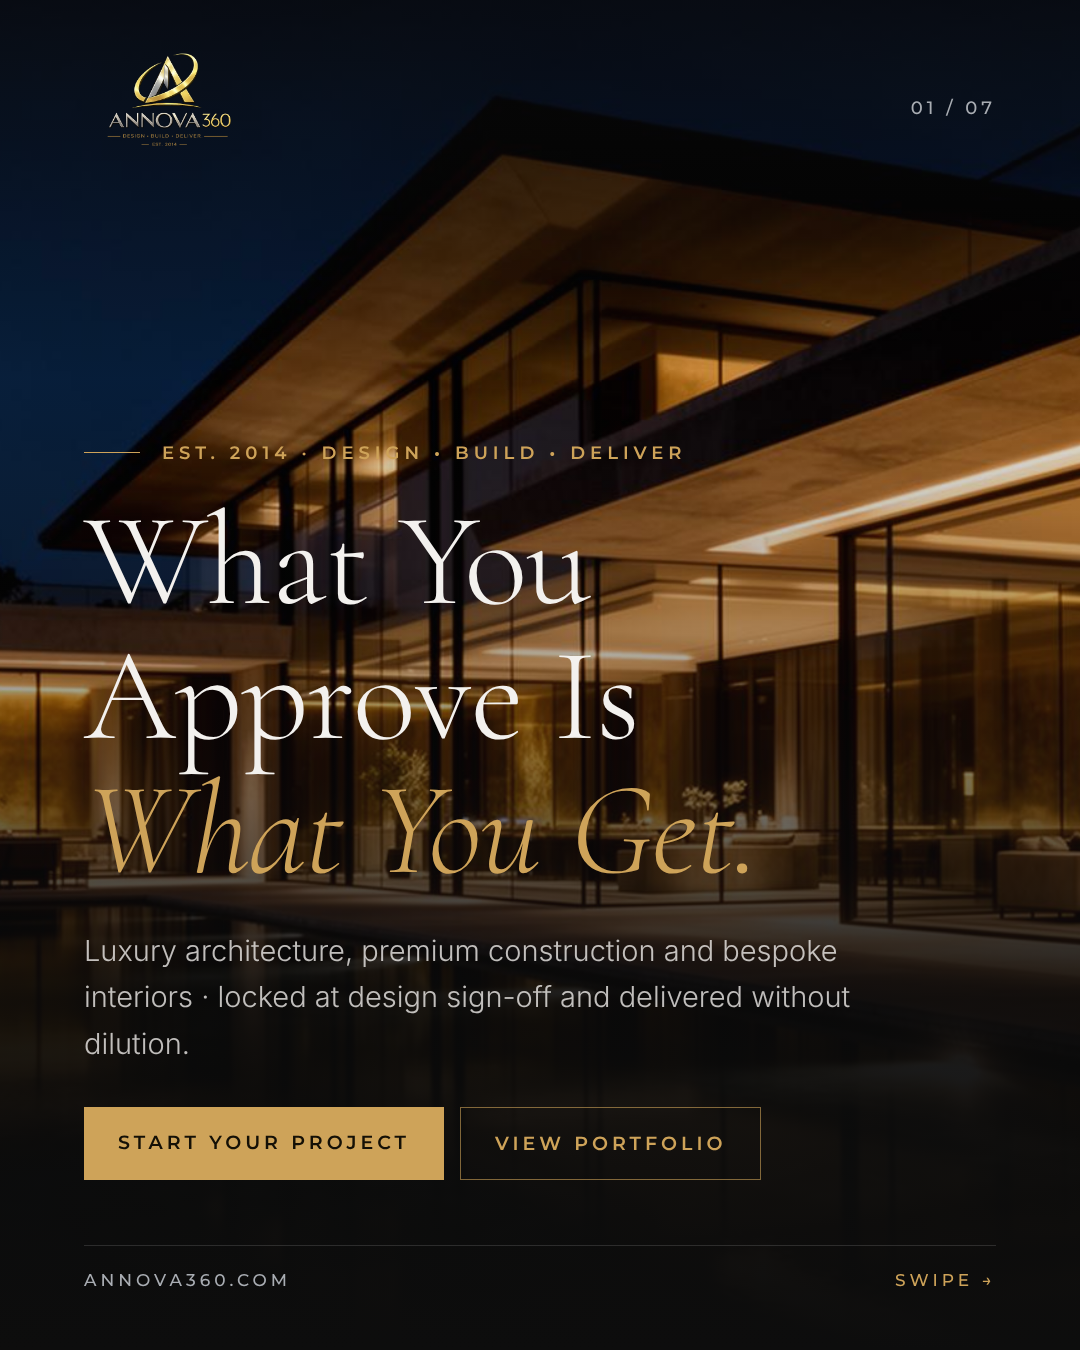 ANNOVA360
DESIGN • BUILD • DELIVER
EST. 2014
01 / 07
EST. 2014 · DESIGN • BUILD • DELIVER
What You
Approve Is
What You Get.
Luxury architecture, premium construction and bespoke
interiors · locked at design sign-off and delivered without
dilution.
START YOUR PROJECT
VIEW PORTFOLIO
ANNOVA360.COM
SWIPE →